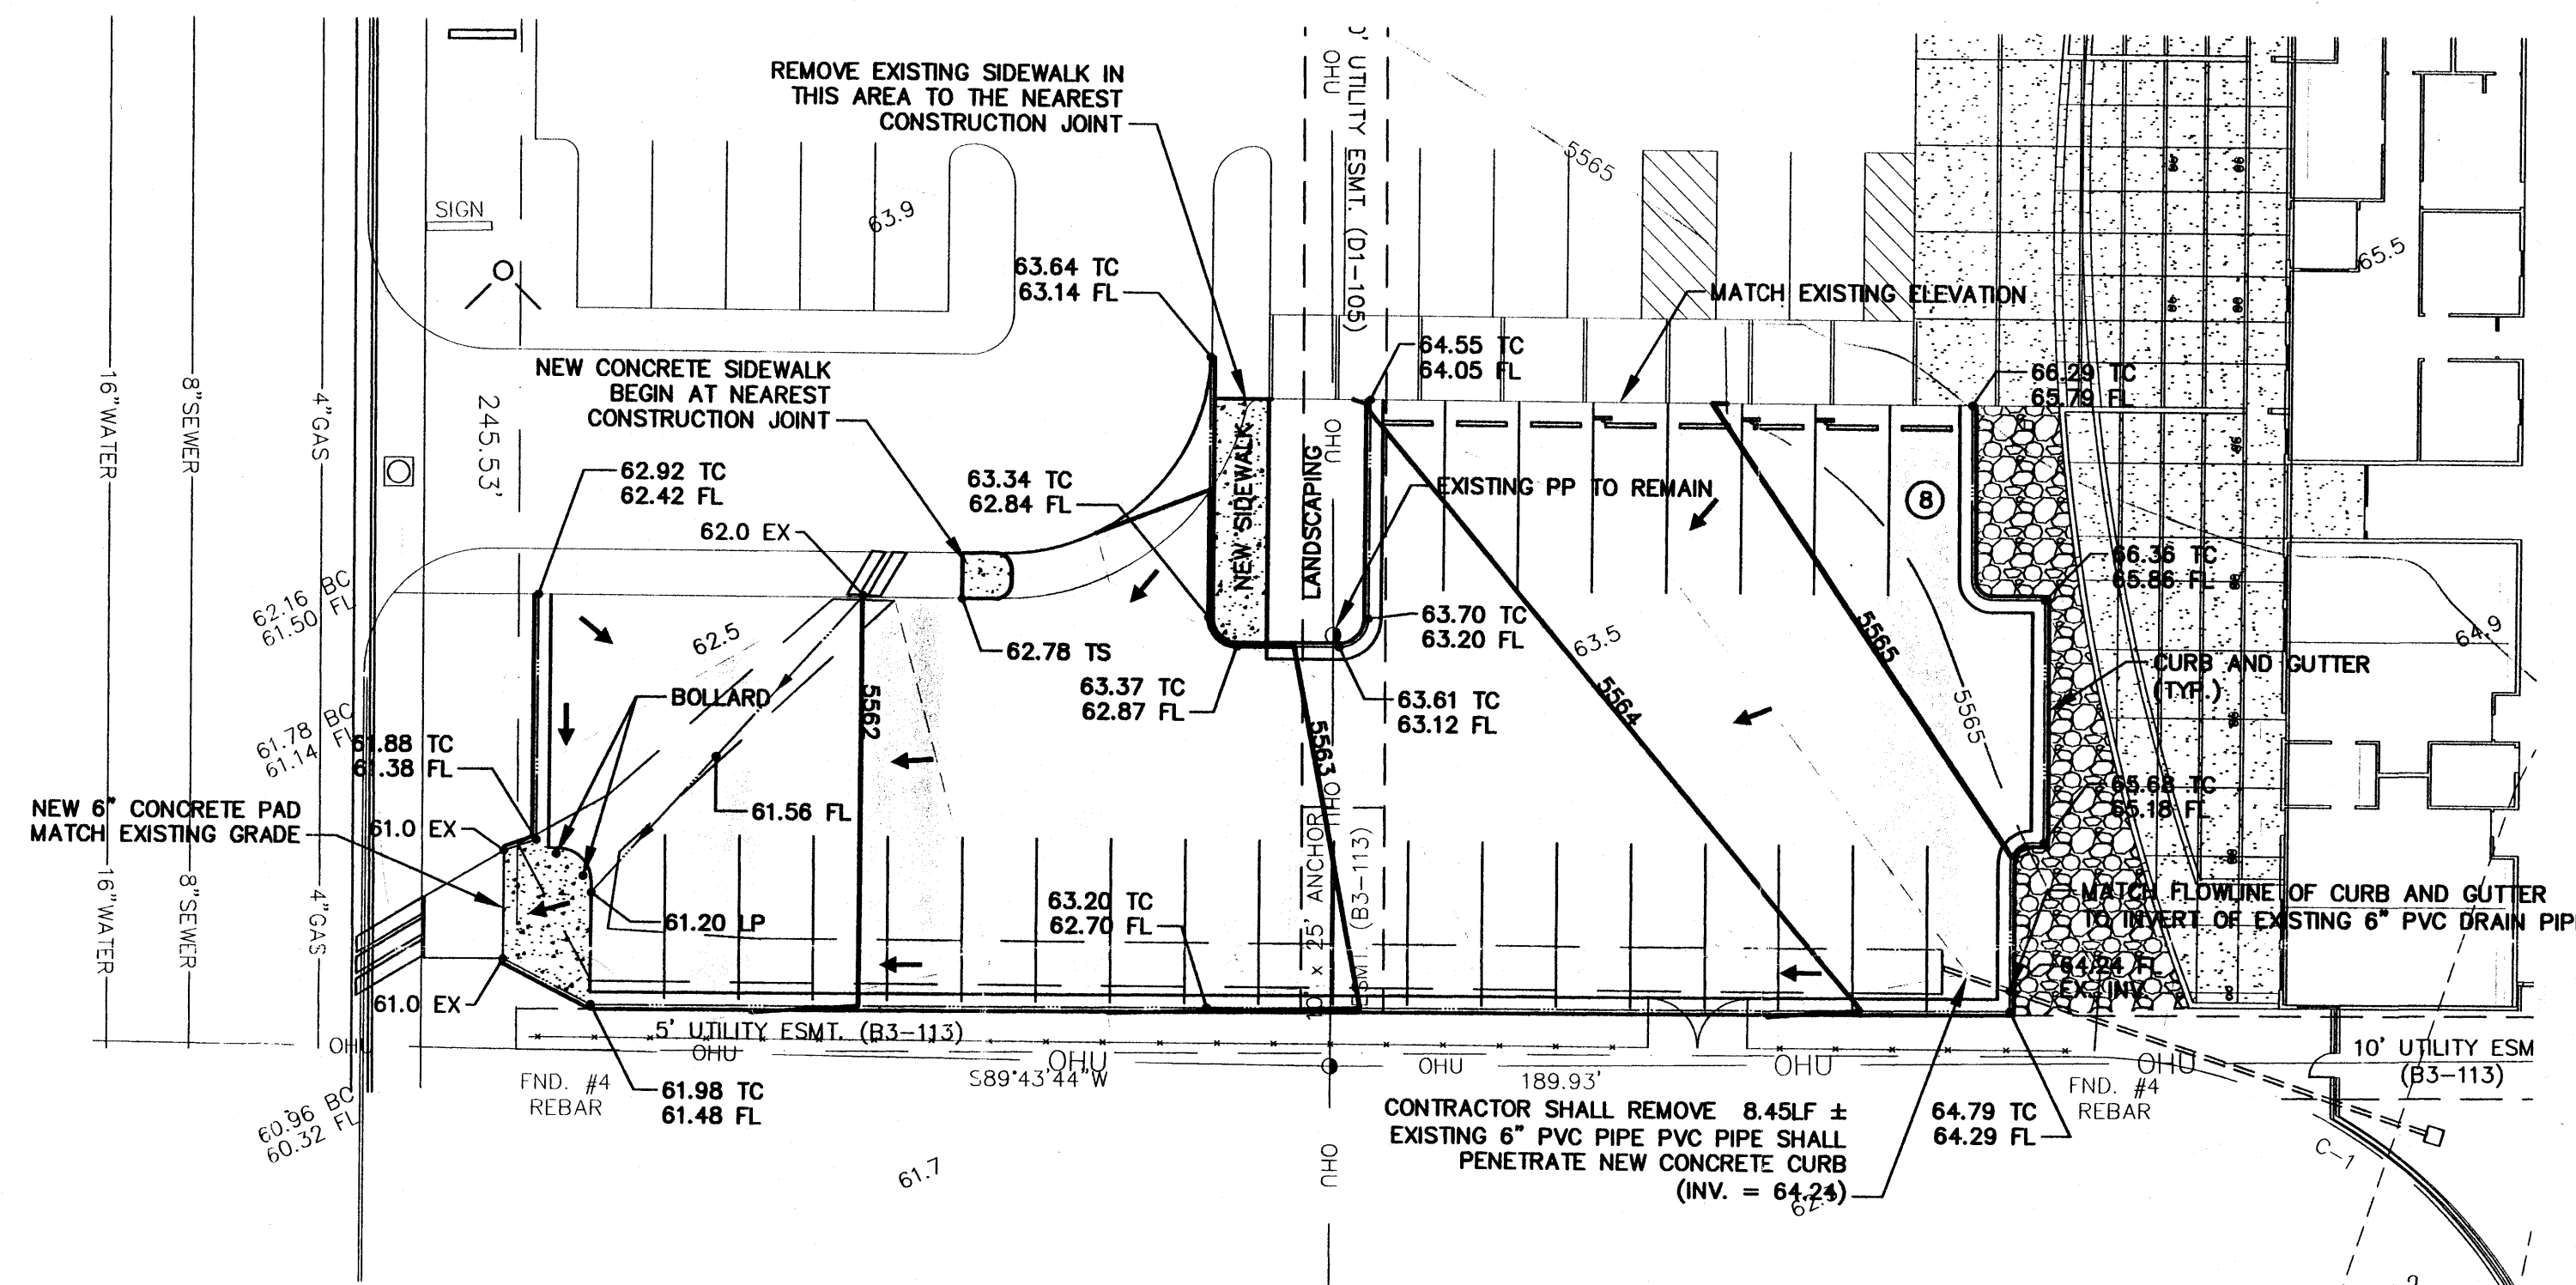 REMOVE EXISTING SIDEWALK IN
THIS AREA TO THE NEAREST
CONSTRUCTION JOINT
UTILITY ESMT. (D1-105)
OHU
5565
SIGN
63.9
65.5
63.64 TC
63.14 FL
MATCH EXISTING ELEVATION
64.55 TC
64.05 FL
66.29 TC
65.79 FL
NEW CONCRETE SIDEWALK
BEGIN AT NEAREST
CONSTRUCTION JOINT
16"WATER
8"SEWER
4"GAS
245.53'
62.92 TC
62.42 FL
62.0 EX
63.34 TC
62.84 FL
NEW SIDEWALK
LANDSCAPING
OHU
EXISTING PP TO REMAIN
8
66.36 TC
65.86 FL
62.16 BC
61.50 FL
62.5
62.78 TS
63.70 TC
63.20 FL
63.5
5565
64.9
CURB AND GUTTER
(TYP.)
BOLLARD
5562
63.37 TC
62.87 FL
63.61 TC
63.12 FL
5563
5564
5565
61.78 BC
61.14 FL
61.88 TC
61.38 FL
OHU
65.68 TC
65.18 FL
NEW 6" CONCRETE PAD
MATCH EXISTING GRADE
61.0 EX
61.56 FL
10' x 25' ANCHOR
ESMT. (B3-113)
16"WATER
8"SEWER
4"GAS
61.20 LP
63.20 TC
62.70 FL
MATCH FLOWLINE OF CURB AND GUTTER
TO INVERT OF EXISTING 6" PVC DRAIN PIP
64.24 FL
EX. INV.
61.0 EX
5' UTILITY ESMT. (B3-113)
OHU
OHU
OHU
S89°43'44"W
OHU
189.93'
OHU
OHU
10' UTILITY ESM
(B3-113)
FND. #4
REBAR
61.98 TC
61.48 FL
FND. #4
REBAR
60.96 BC
60.32 FL
CONTRACTOR SHALL REMOVE 8.45LF ±
EXISTING 6" PVC PIPE PVC PIPE SHALL
PENETRATE NEW CONCRETE CURB
(INV. = 64.24)
64.79 TC
64.29 FL
61.7
OHU
C-1